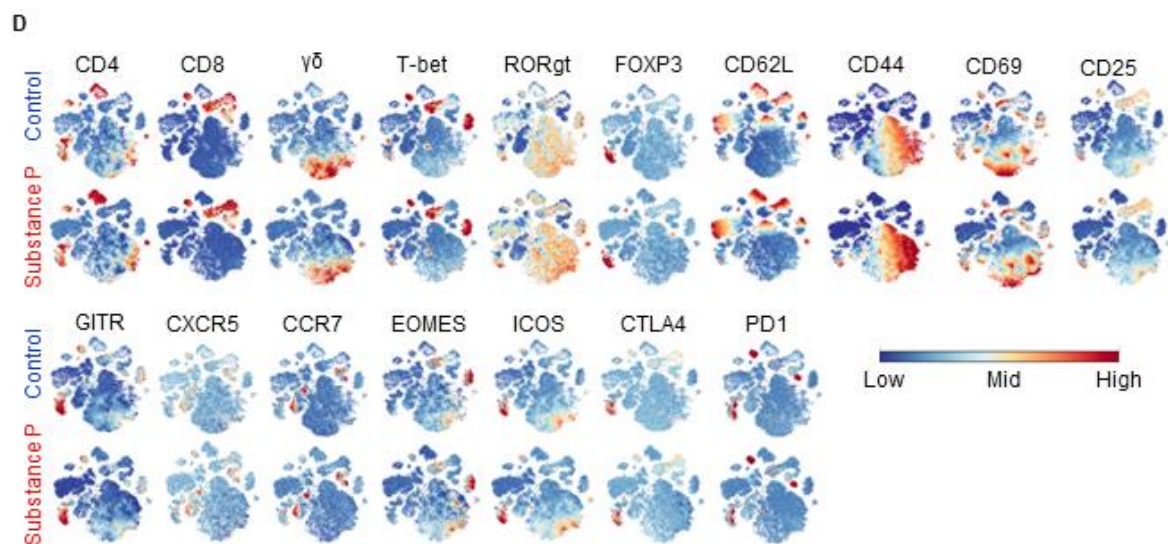 D
CD4 CD8 γδ T-bet RORgt FOXP3 CD62L CD44 CD69 CD25
Control
Substance P
GITR CXCR5 CCR7 EOMES ICOS CTLA4 PD1
Control
Substance P
Low Mid High